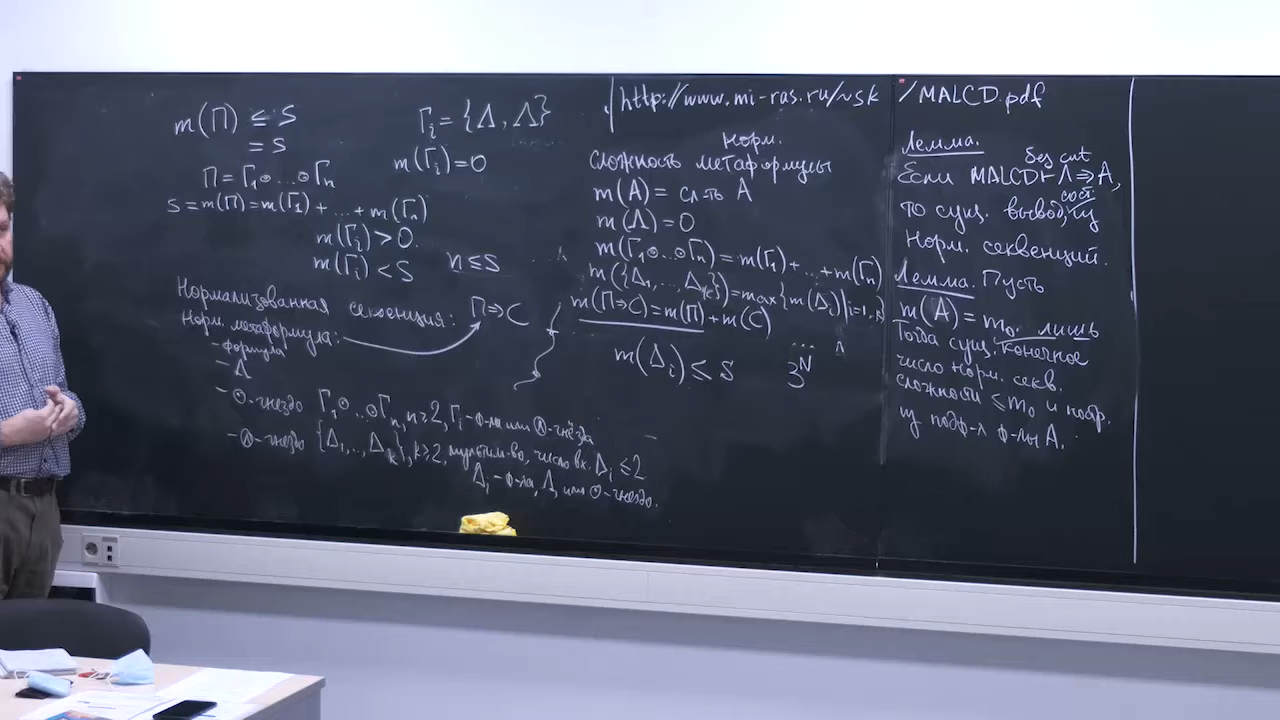 m(Π) ≤ S
= S
Π = Γ₁⊙...⊙Γₙ
S = m(Π) = m(Γ₁) + ... + m(Γₙ)
m(Γᵢ) > 0
m(Γᵢ) < S
n ≤ S
Γᵢ = {Λ, Λ}
m(Γᵢ) = 0
Нормализованная секвенция: Π ⇒ C
Норм. метаформула:
- формула
- Λ
- ⊙-гнездо Γ₁⊙...⊙Γₙ, n ≥ 2, Γᵢ - ф-ла или Ⓐ-гнездо
- Ⓐ-гнездо {Δ₁, ..., Δₖ}, k ≥ 2, мультим-во, число вх. Δᵢ ≤ 2
Δᵢ - ф-ла, Λ, или ⊙-гнездо.
http://www.mi-ras.ru/~sk/MALCD.pdf
норм.
сложность метаформулы
m(A) = сл-ть A
m(Λ) = 0
m(Γ₁⊙...⊙Γₙ) = m(Γ₁) + ... + m(Γₙ)
m({Δ₁, ..., Δₖ}) = max{m(Δᵢ) | i=1..k}
m(Π ⇒ C) = m(Π) + m(C)
m(Δᵢ) ≤ S
3^N
Лемма.
без cut
Если MALCD ⊢ Λ ⇒ A,
сост
то сущ. вывод, из
норм. секвенций.
Лемма. Пусть
m(A) = m₀. лишь
Тогда сущ. конечное
число норм. секв.
сложности ≤ m₀ и постр.
из подф-л ф-лы A.